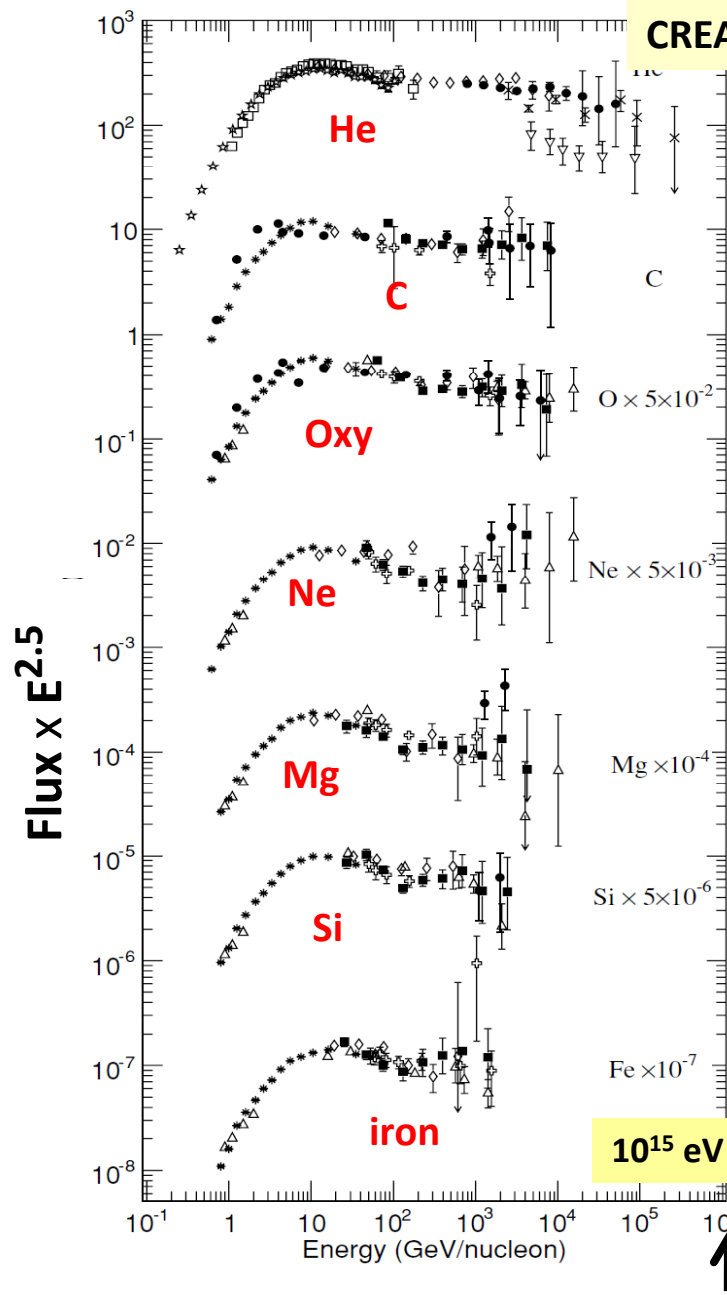 10³
CREA
10²
He
10
C
C
1
O × 5×10⁻²
10⁻¹
Oxy
10⁻²
Ne × 5×10⁻³
Ne
10⁻³
Flux x E²·⁵
10⁻⁴
Mg ×10⁻⁴
Mg
10⁻⁵
Si × 5×10⁻⁶
Si
10⁻⁶
10⁻⁷
Fe ×10⁻⁷
iron
10¹⁵ eV
10⁻⁸
10⁻¹ 1 10 10² 10³ 10⁴ 10⁵ 10
Energy (GeV/nucleon)